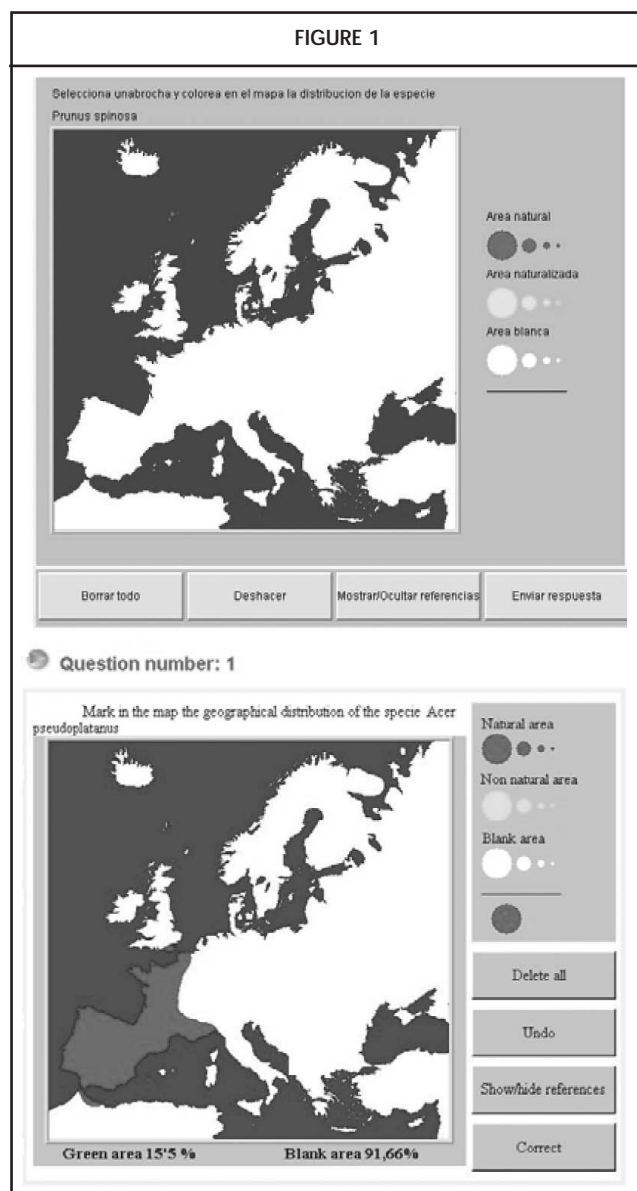 FIGURE 1
Selecciona unabrocha y colorea en el mapa la distribucion de la especie
Prunus spinosa
Area natural
Area naturalizada
Area blanca
Borrar todo
Deshacer
Mostrar/Ocultar referencias
Enviar respuesta
Question number: 1
Mark in the map the geographical distribution of the specie Acer
pseudoplatanus
Natural area
Non natural area
Blank area
Delete all
Undo
Show/hide references
Correct
Green area 15'5 %
Blank area 91,66%